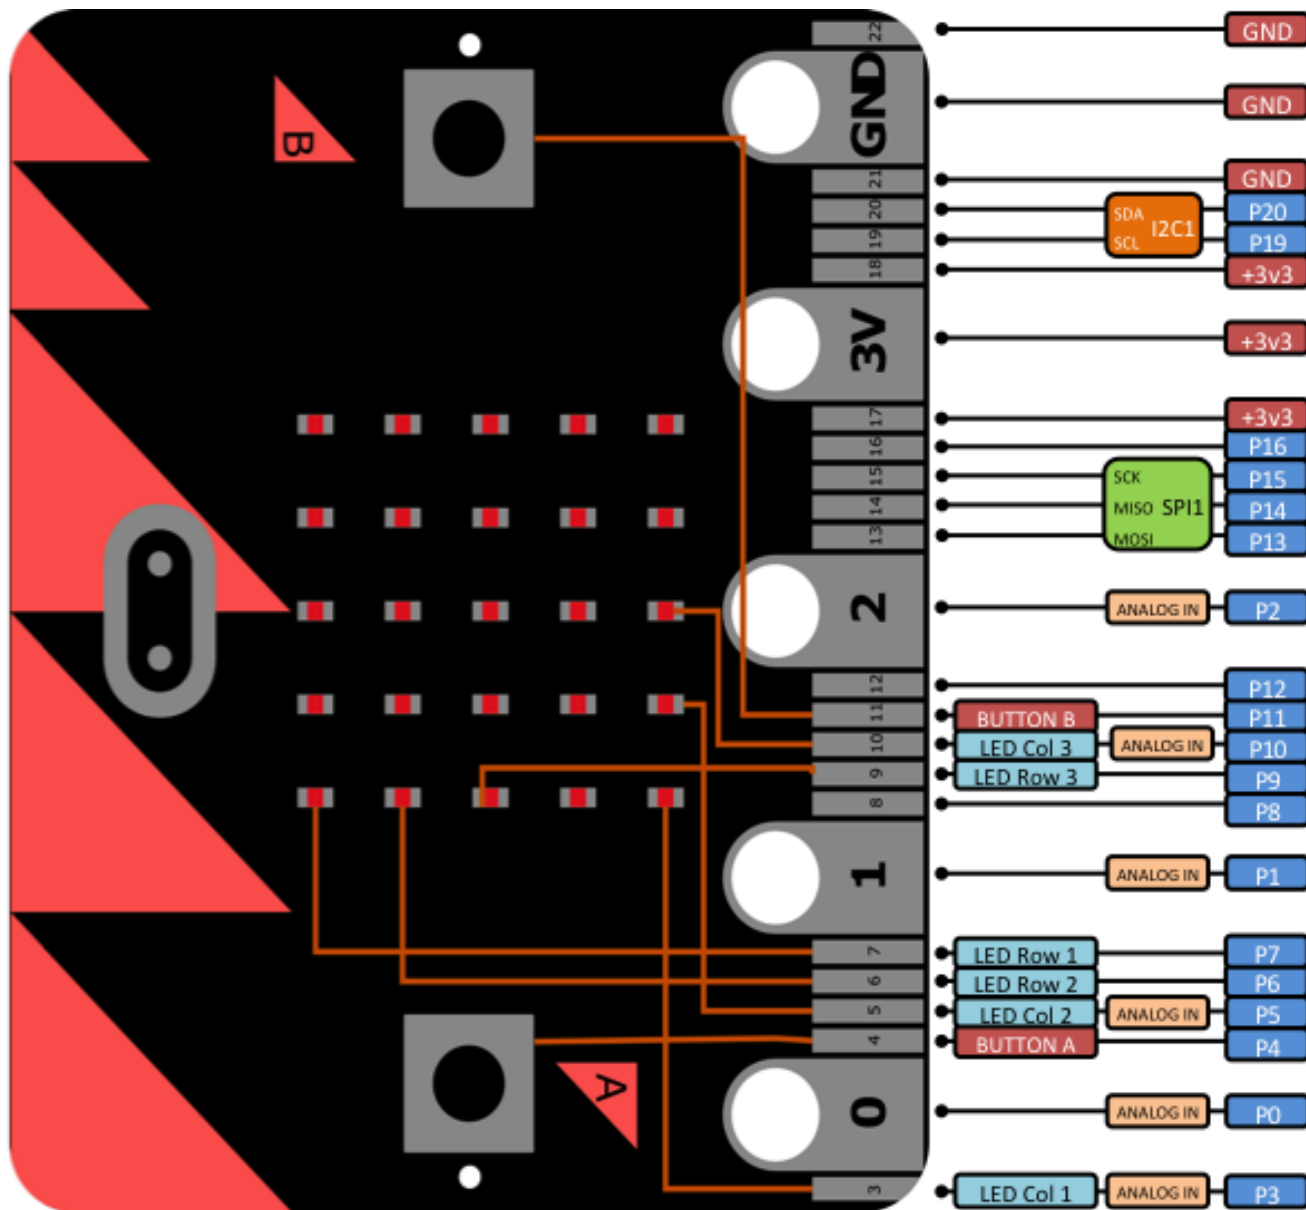 B
22
GND
GND
GND
21
GND
20
SDA
I2C1
P20
19
SCL
P19
18
+3v3
3V
+3v3
17
+3v3
16
P16
15
SCK
P15
14
MISO
SPI1
P14
13
MOSI
P13
2
ANALOG IN
P2
12
P12
11
BUTTON B
P11
10
LED Col 3
ANALOG IN
P10
9
LED Row 3
P9
8
P8
1
ANALOG IN
P1
7
LED Row 1
P7
6
LED Row 2
P6
5
LED Col 2
ANALOG IN
P5
4
BUTTON A
P4
A
0
ANALOG IN
P0
3
LED Col 1
ANALOG IN
P3